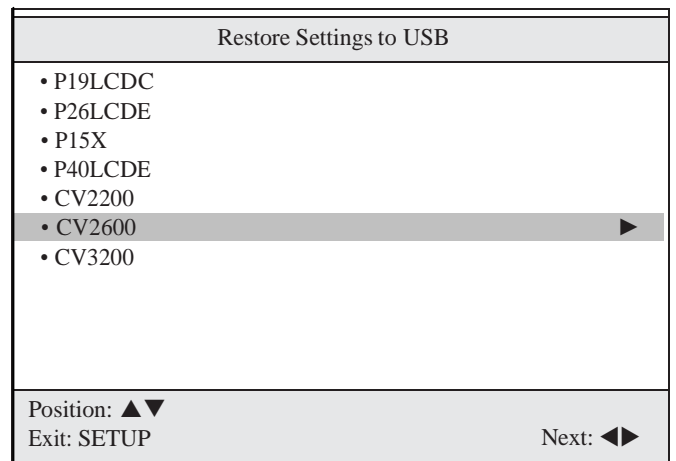 Restore Settings to USB
• P19LCDC
• P26LCDE
• P15X
• P40LCDE
• CV2200
• CV2600 ▶
• CV3200
Position: ▲▼
Exit: SETUP Next: ◀▶